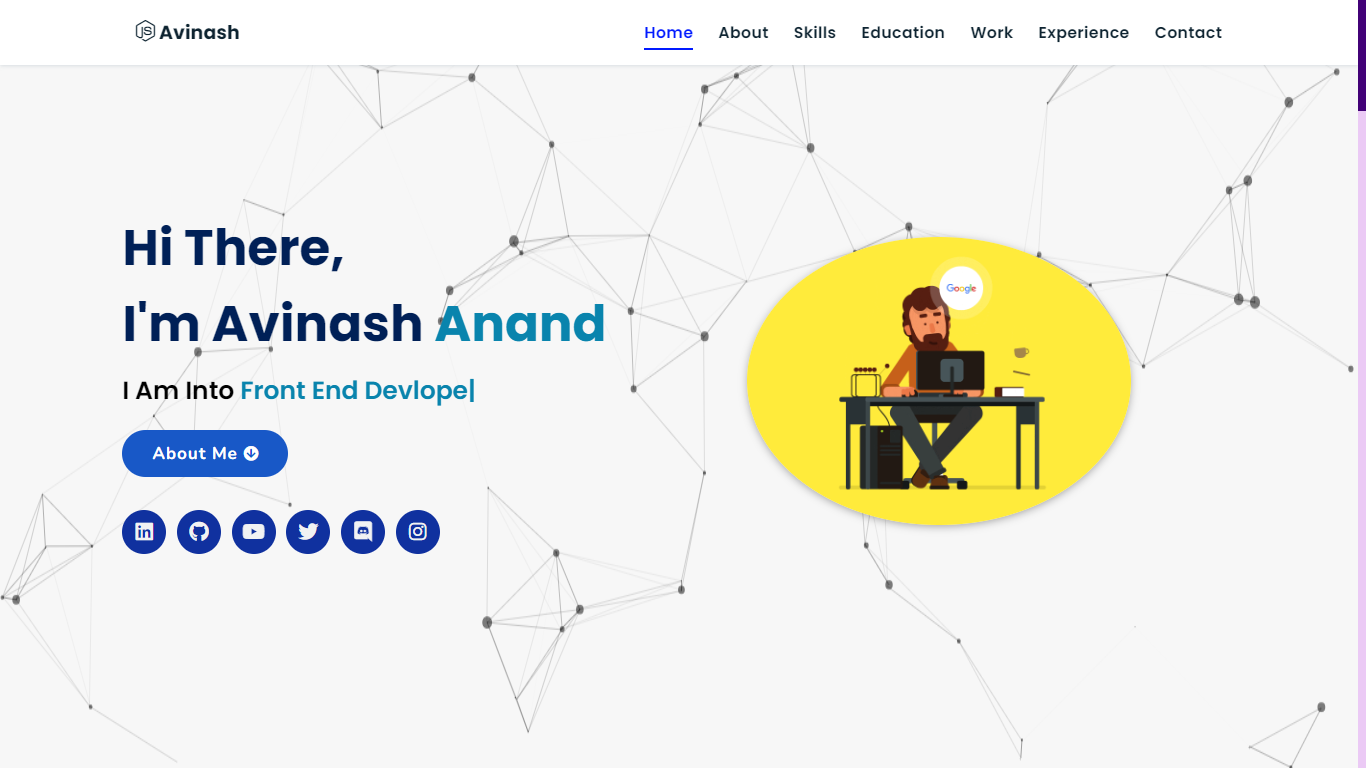 Avinash
Home About Skills Education Work Experience Contact
Hi There,
I'm Avinash Anand
I Am Into Front End Devlope|
About Me
Google